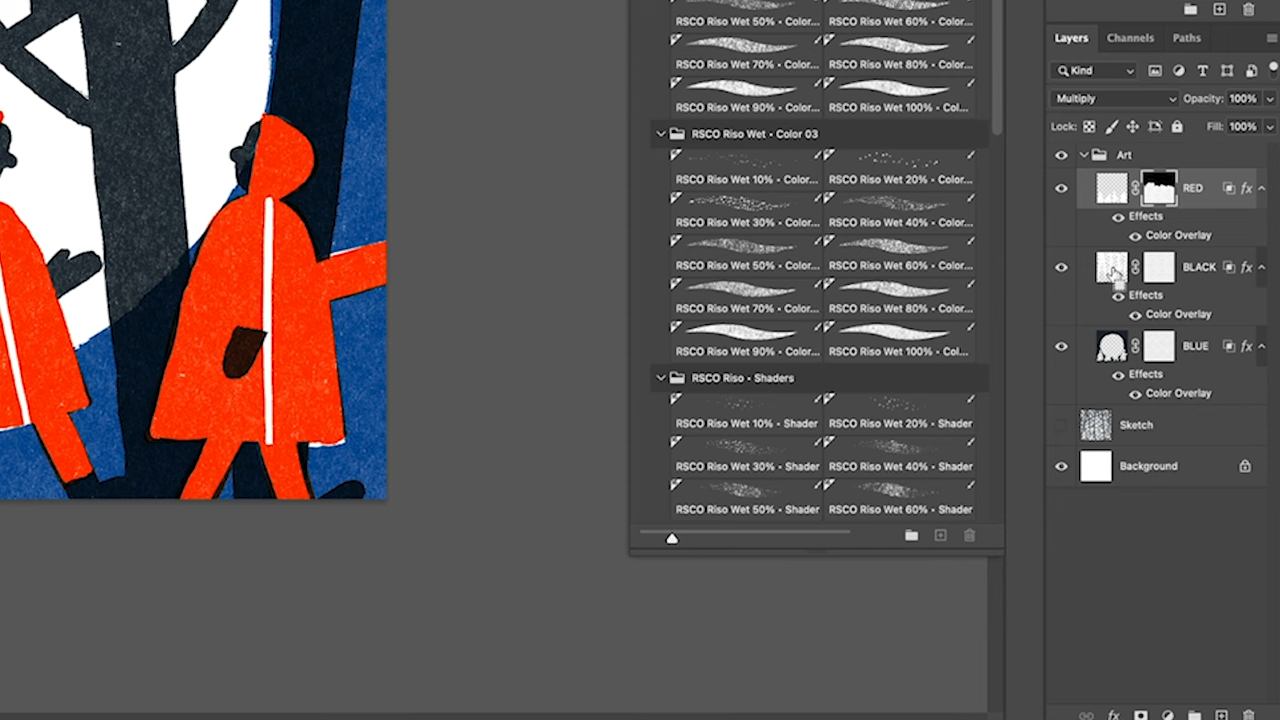 RSCO Riso Wet 50% • Color... RSCO Riso Wet 60% • Color...
RSCO Riso Wet 70% • Color... RSCO Riso Wet 80% • Color...
RSCO Riso Wet 90% • Color... RSCO Riso Wet 100% • Col...
RSCO Riso Wet • Color 03
RSCO Riso Wet 10% • Color... RSCO Riso Wet 20% • Color...
RSCO Riso Wet 30% • Color... RSCO Riso Wet 40% • Color...
RSCO Riso Wet 50% • Color... RSCO Riso Wet 60% • Color...
RSCO Riso Wet 70% • Color... RSCO Riso Wet 80% • Color...
RSCO Riso Wet 90% • Color... RSCO Riso Wet 100% • Col...
RSCO Riso • Shaders
RSCO Riso Wet 10% • Shader RSCO Riso Wet 20% • Shader
RSCO Riso Wet 30% • Shader RSCO Riso Wet 40% • Shader
RSCO Riso Wet 50% • Shader RSCO Riso Wet 60% • Shader
Layers Channels Paths
Kind
Multiply Opacity: 100%
Lock: Fill: 100%
Art
RED fx
Effects
Color Overlay
BLACK fx
Effects
Color Overlay
BLUE fx
Effects
Color Overlay
Sketch
Background
fx